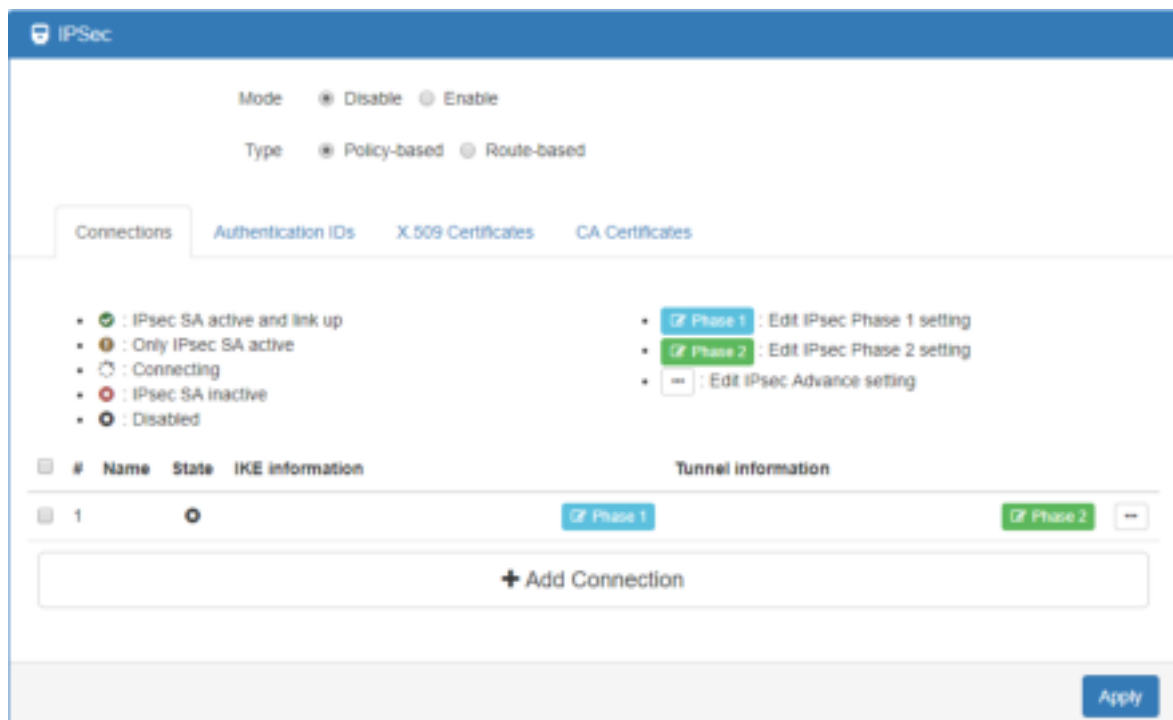 IPSec
Mode Disable Enable
Type Policy-based Route-based
Connections Authentication IDs X.509 Certificates CA Certificates
: IPsec SA active and link up
: Only IPsec SA active
: Connecting
: IPsec SA inactive
: Disabled
Phase 1 : Edit IPsec Phase 1 setting
Phase 2 : Edit IPsec Phase 2 setting
··· : Edit IPsec Advance setting
# Name State IKE information Tunnel information
1 Phase 1 Phase 2 ···
+ Add Connection
Apply